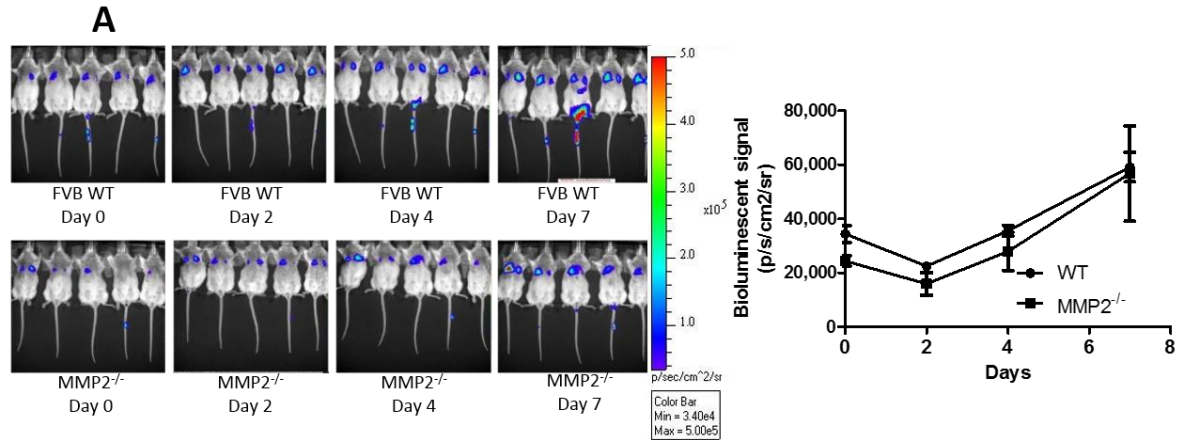 A
FVB WT
Day 0
FVB WT
Day 2
FVB WT
Day 4
FVB WT
Day 7
MMP2-/-
Day 0
MMP2-/-
Day 2
MMP2-/-
Day 4
MMP2-/-
Day 7
5.0
4.0
3.0
x10⁵
2.0
1.0
p/sec/cm^2/sr
Color Bar
Min = 3.40e4
Max = 5.00e5
Bioluminescent signal
(p/s/cm2/sr)
80,000
60,000
40,000
20,000
0
0 2 4 6 8
Days
WT
MMP2-/-